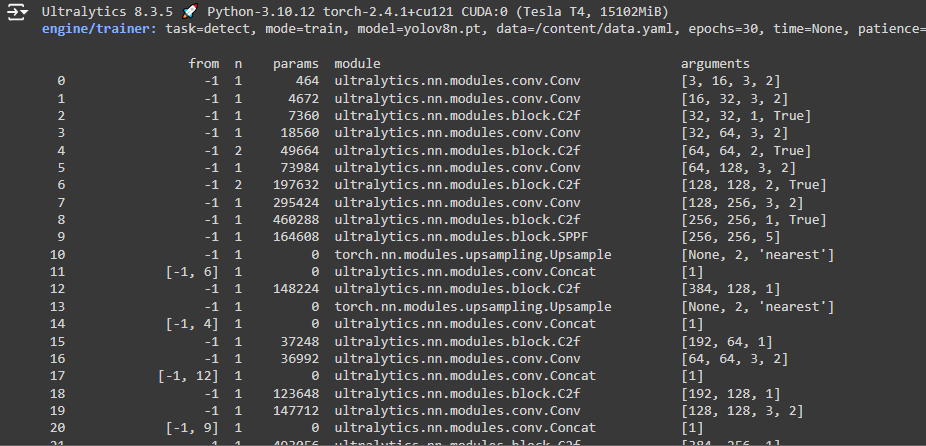 Ultralytics 8.3.5 🚀 Python-3.10.12 torch-2.4.1+cu121 CUDA:0 (Tesla T4, 15102MiB)
engine/trainer: task=detect, mode=train, model=yolov8n.pt, data=/content/data.yaml, epochs=30, time=None, patience=
from n params module arguments
0 -1 1 464 ultralytics.nn.modules.conv.Conv [3, 16, 3, 2]
1 -1 1 4672 ultralytics.nn.modules.conv.Conv [16, 32, 3, 2]
2 -1 1 7360 ultralytics.nn.modules.block.C2f [32, 32, 1, True]
3 -1 1 18560 ultralytics.nn.modules.conv.Conv [32, 64, 3, 2]
4 -1 2 49664 ultralytics.nn.modules.block.C2f [64, 64, 2, True]
5 -1 1 73984 ultralytics.nn.modules.conv.Conv [64, 128, 3, 2]
6 -1 2 197632 ultralytics.nn.modules.block.C2f [128, 128, 2, True]
7 -1 1 295424 ultralytics.nn.modules.conv.Conv [128, 256, 3, 2]
8 -1 1 460288 ultralytics.nn.modules.block.C2f [256, 256, 1, True]
9 -1 1 164608 ultralytics.nn.modules.block.SPPF [256, 256, 5]
10 -1 1 0 torch.nn.modules.upsampling.Upsample [None, 2, 'nearest']
11 [-1, 6] 1 0 ultralytics.nn.modules.conv.Concat [1]
12 -1 1 148224 ultralytics.nn.modules.block.C2f [384, 128, 1]
13 -1 1 0 torch.nn.modules.upsampling.Upsample [None, 2, 'nearest']
14 [-1, 4] 1 0 ultralytics.nn.modules.conv.Concat [1]
15 -1 1 37248 ultralytics.nn.modules.block.C2f [192, 64, 1]
16 -1 1 36992 ultralytics.nn.modules.conv.Conv [64, 64, 3, 2]
17 [-1, 12] 1 0 ultralytics.nn.modules.conv.Concat [1]
18 -1 1 123648 ultralytics.nn.modules.block.C2f [192, 128, 1]
19 -1 1 147712 ultralytics.nn.modules.conv.Conv [128, 128, 3, 2]
20 [-1, 9] 1 0 ultralytics.nn.modules.conv.Concat [1]
21 -1 1 493056 ultralytics.nn.modules.block.C2f [384, 256, 1]